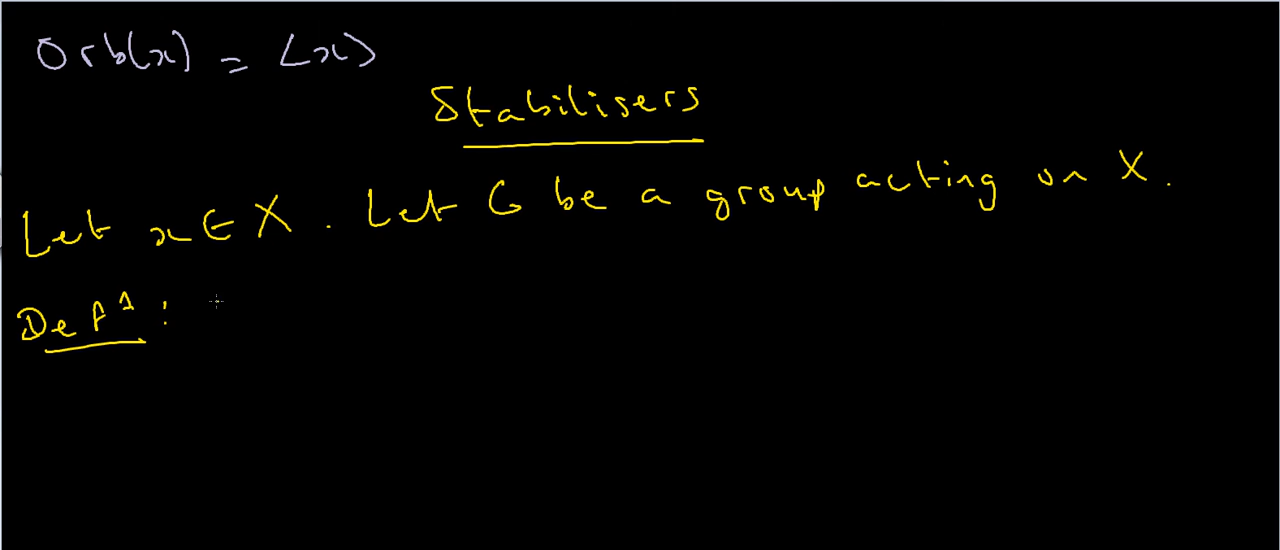 Orb(x) = <x>
Stabilisers
Let x ∈ X. Let G be a group acting on X.
Defⁿ: